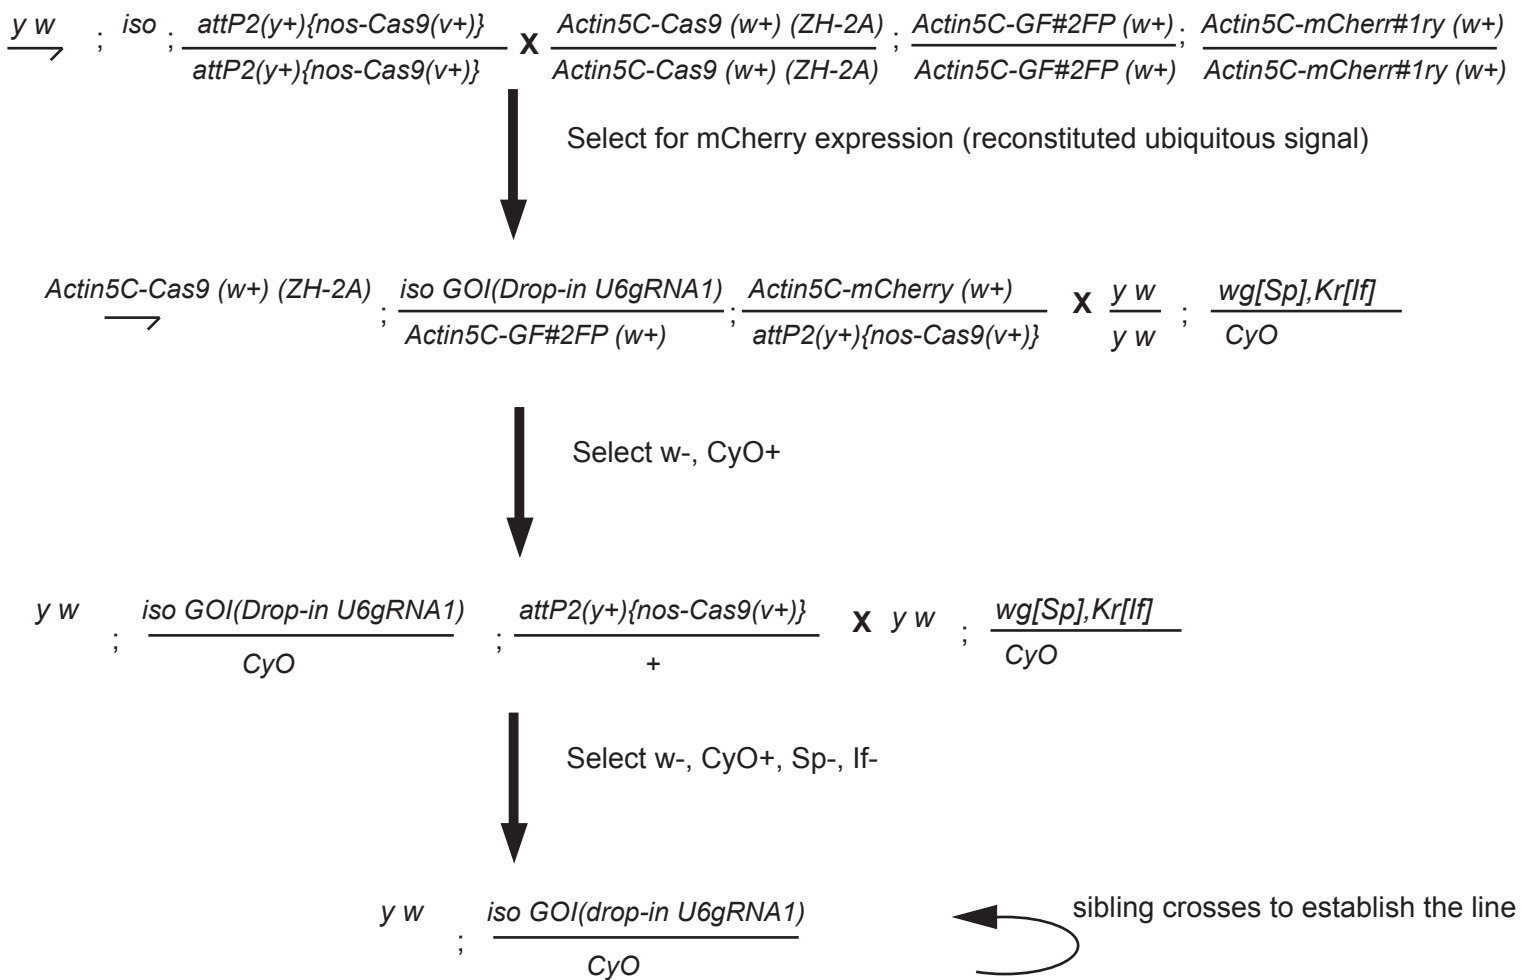 y w ; iso ; attP2(y+){nos-Cas9(v+)} X Actin5C-Cas9 (w+) (ZH-2A) ; Actin5C-GF#2FP (w+) ; Actin5C-mCherr#1ry (w+)
attP2(y+){nos-Cas9(v+)} Actin5C-Cas9 (w+) (ZH-2A) Actin5C-GF#2FP (w+) Actin5C-mCherr#1ry (w+)
Select for mCherry expression (reconstituted ubiquitous signal)
Actin5C-Cas9 (w+) (ZH-2A) ; iso GOI(Drop-in U6gRNA1) ; Actin5C-mCherry (w+) X y w ; wg[Sp],Kr[If]
Actin5C-GF#2FP (w+) attP2(y+){nos-Cas9(v+)} y w CyO
Select w-, CyO+
y w ; iso GOI(Drop-in U6gRNA1) ; attP2(y+){nos-Cas9(v+)} X y w ; wg[Sp],Kr[If]
CyO + CyO
Select w-, CyO+, Sp-, If-
y w ; iso GOI(drop-in U6gRNA1) sibling crosses to establish the line
CyO